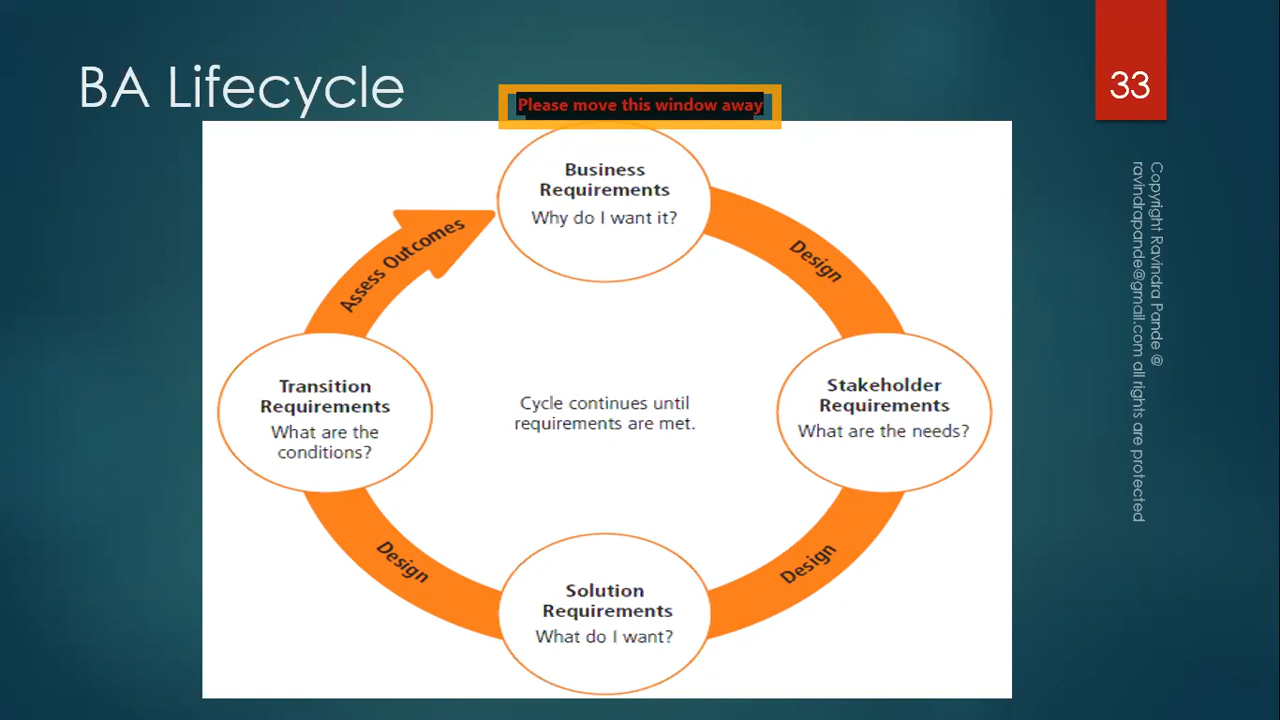 BA Lifecycle
Please move this window away
33
Business
Requirements
Why do I want it?
Design
Assess Outcomes
Transition
Requirements
What are the
conditions?
Cycle continues until
requirements are met.
Stakeholder
Requirements
What are the needs?
Design
Design
Solution
Requirements
What do I want?
Copyright Ravindra Pande @
ravindrapande@gmail.com all rights are protected